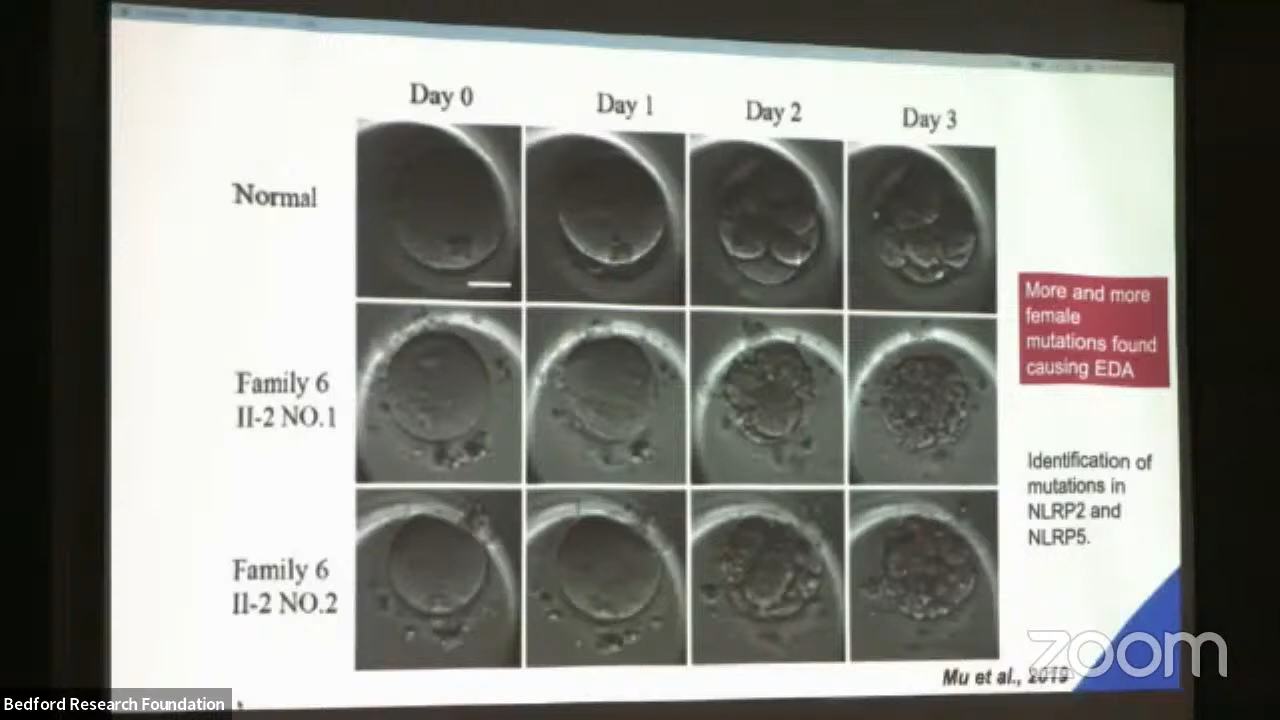 Day 0
Day 1
Day 2
Day 3
Normal
Family 6
II-2 NO.1
Family 6
II-2 NO.2
More and more
female
mutations found
causing EDA
Identification of
mutations in
NLRP2 and
NLRP5.
Mu et al., 2019
zoom
Bedford Research Foundation